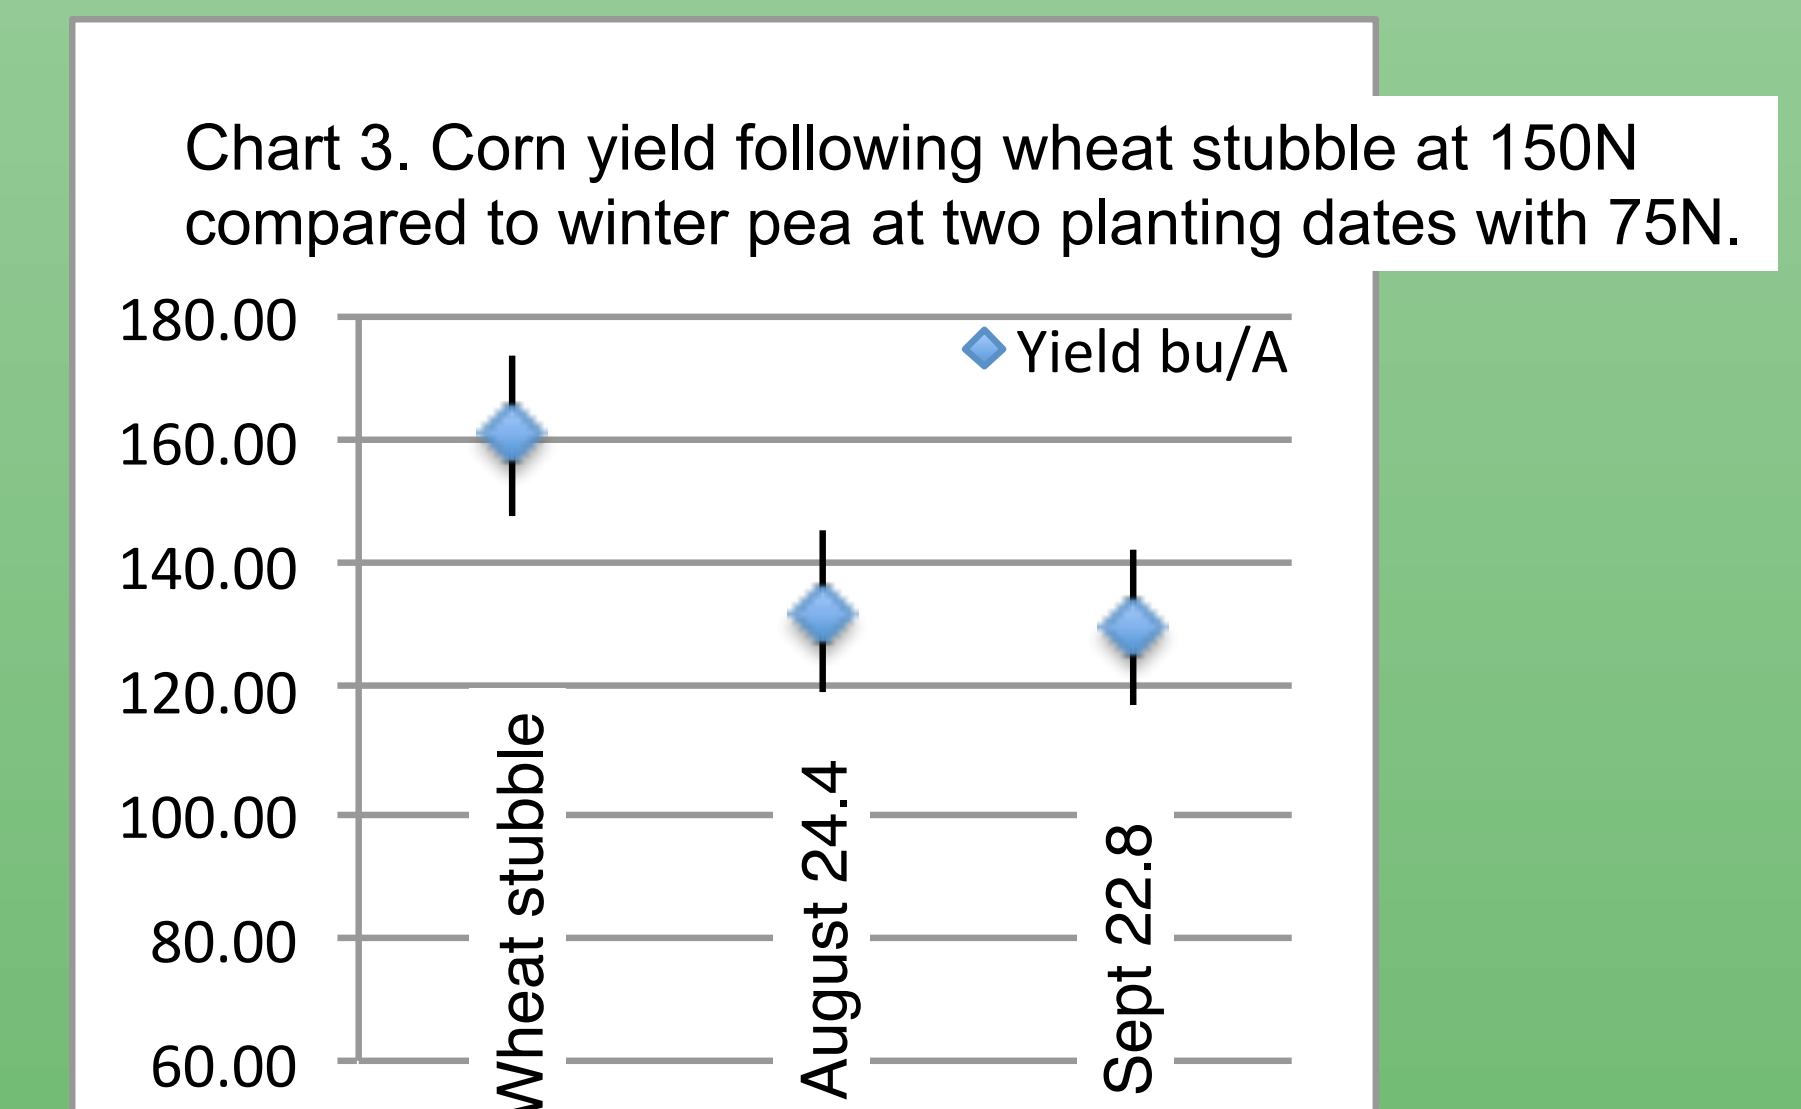 Chart 3. Corn yield following wheat stubble at 150N
compared to winter pea at two planting dates with 75N.
180.00
Yield bu/A
160.00
140.00
120.00
100.00
80.00
60.00
Wheat stubble
August 24.4
Sept 22.8